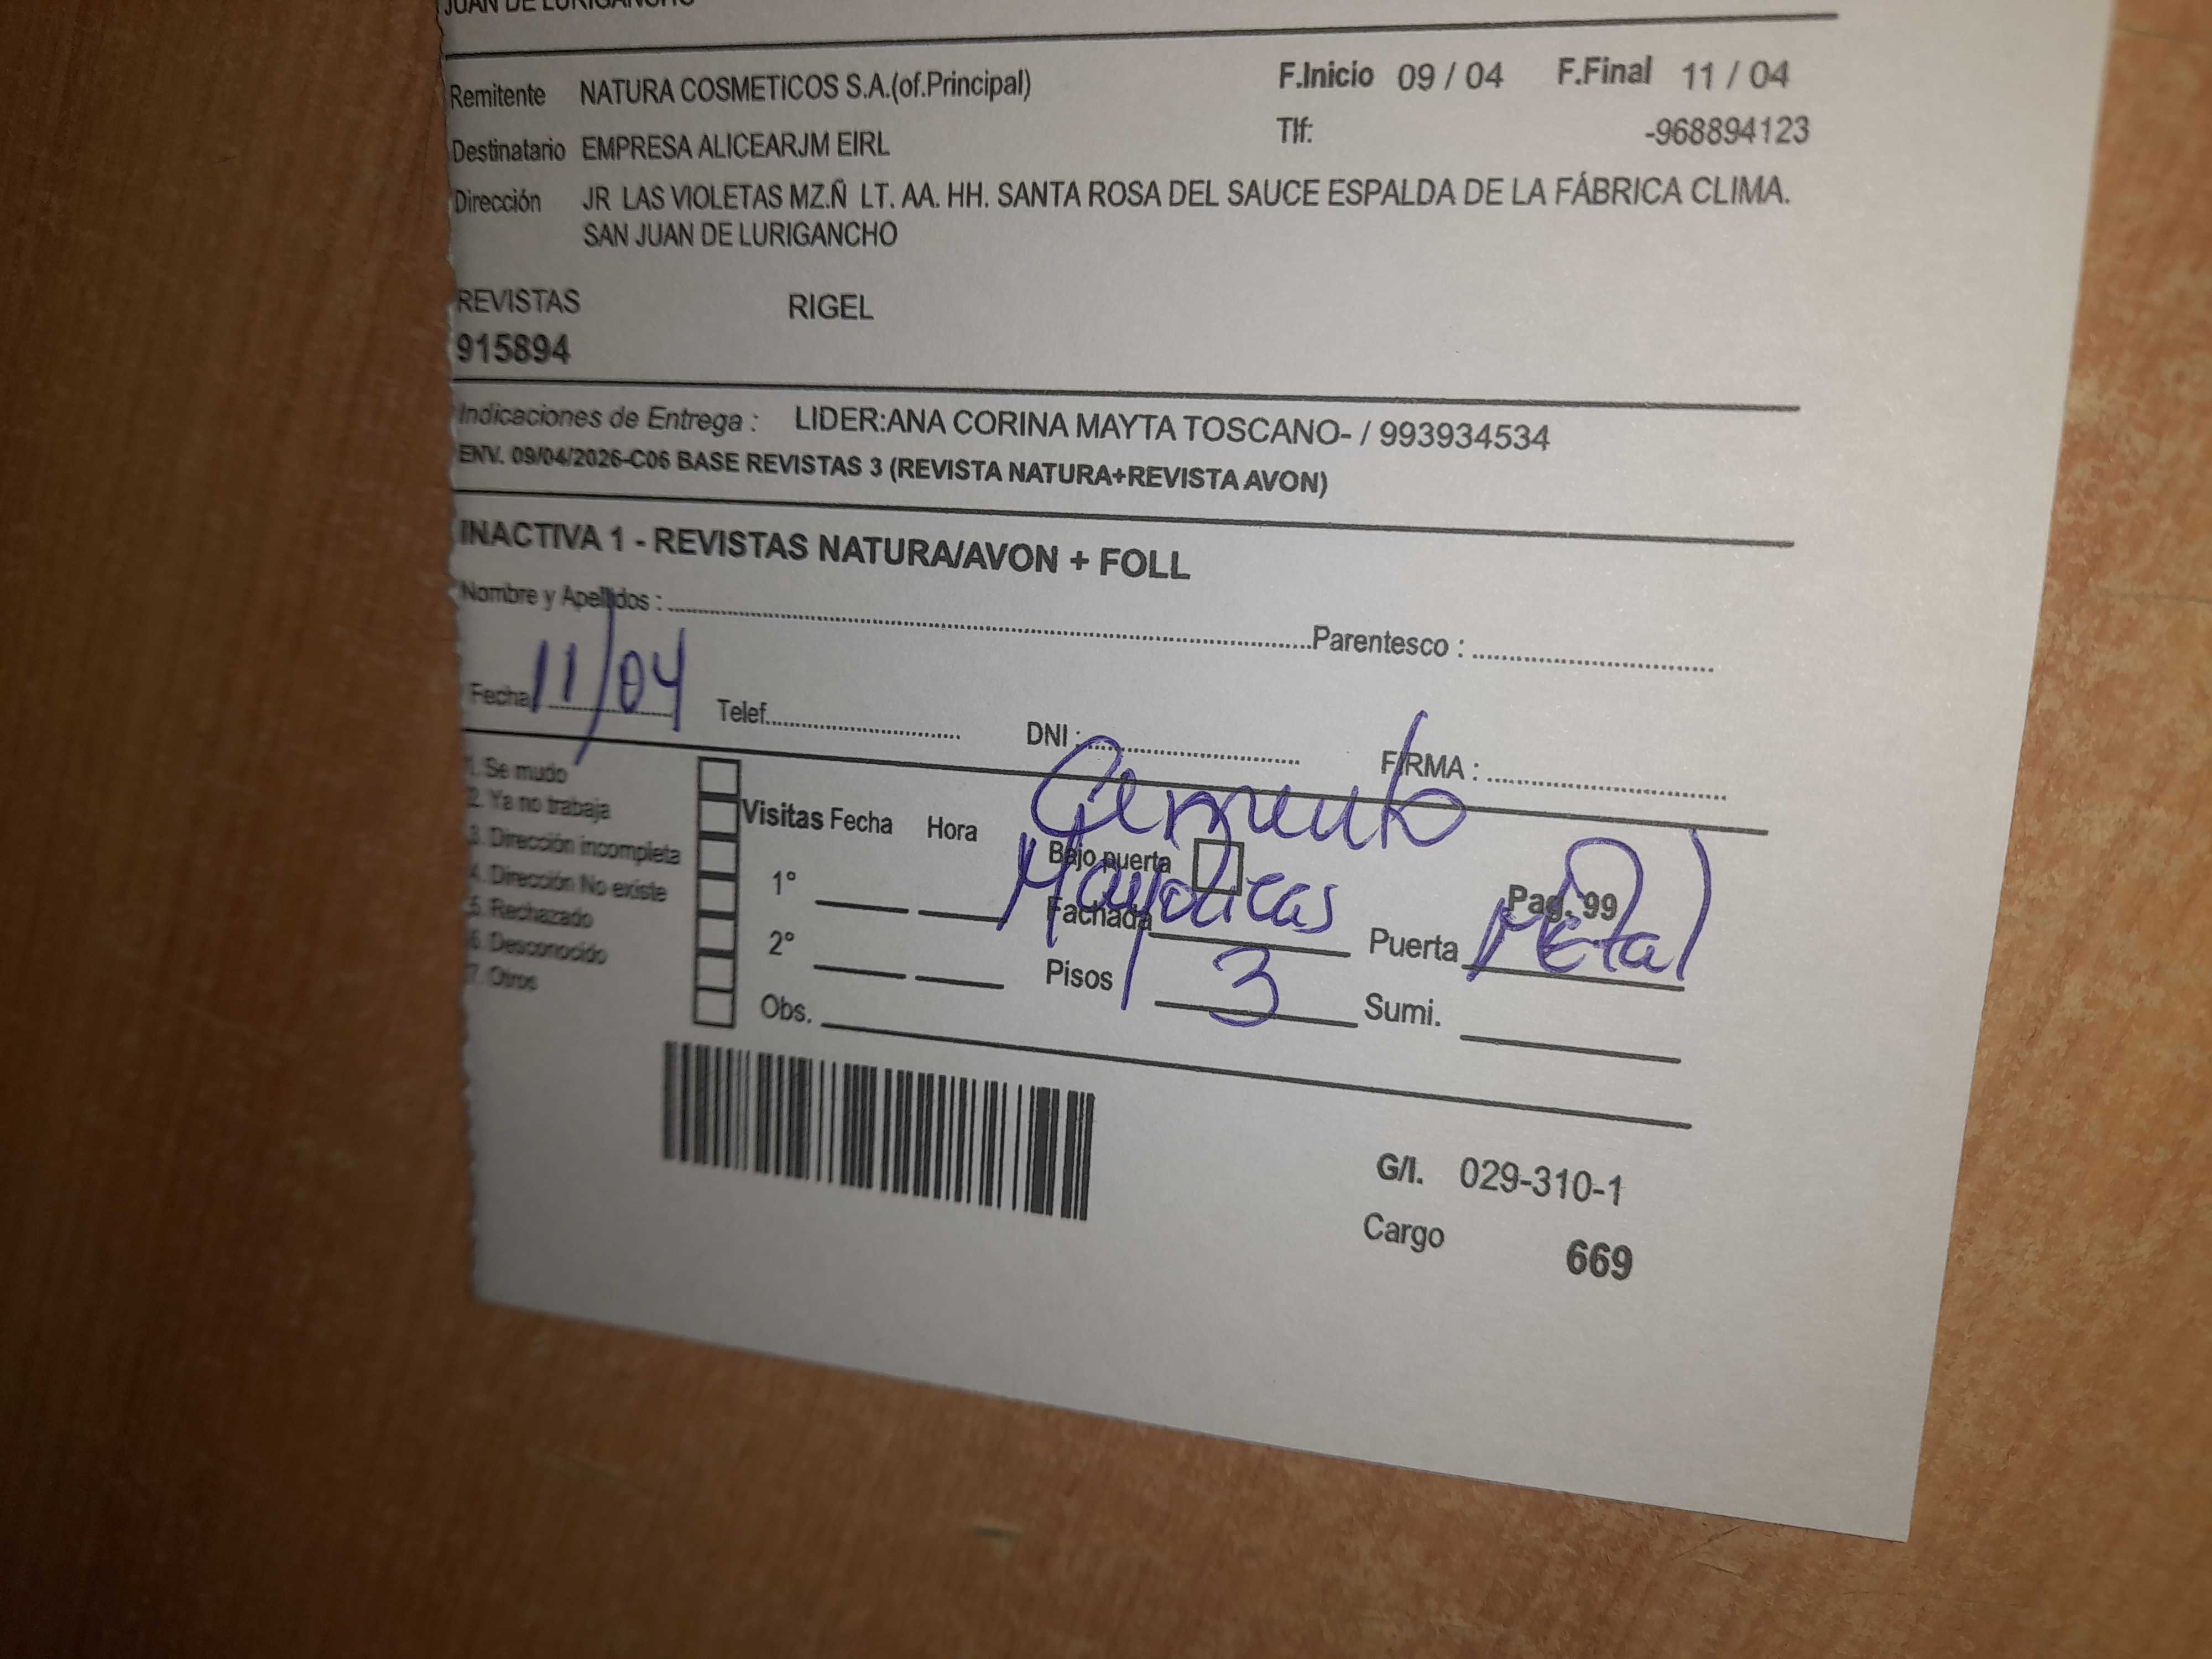 JUAN DE LURIGANCHO
Remitente NATURA COSMETICOS S.A.(of.Principal) F.Inicio 09 / 04 F.Final 11 / 04
Destinatario EMPRESA ALICEARJM EIRL Tlf: -968894123
Dirección JR LAS VIOLETAS MZ.Ñ LT. AA. HH. SANTA ROSA DEL SAUCE ESPALDA DE LA FÁBRICA CLIMA.
SAN JUAN DE LURIGANCHO
REVISTAS RIGEL
915894
Indicaciones de Entrega : LIDER:ANA CORINA MAYTA TOSCANO- / 993934534
ENV. 09/04/2026-C06 BASE REVISTAS 3 (REVISTA NATURA+REVISTA AVON)
INACTIVA 1 - REVISTAS NATURA/AVON + FOLL
Nombre y Apellidos : Parentesco :
Fecha 11/04 Telef. DNI : FIRMA :
1. Se mudo
2. Ya no trabaja
3. Dirección incompleta
4. Dirección No existe
5. Rechazado
6. Desconocido
7. Otros
Visitas Fecha Hora
1°
2°
Obs.
Cemento
Bajo puerta Pag. 99
Fachada Mayolicas Puerta Metal
Pisos 3 Sumi.
G/I. 029-310-1
Cargo 669